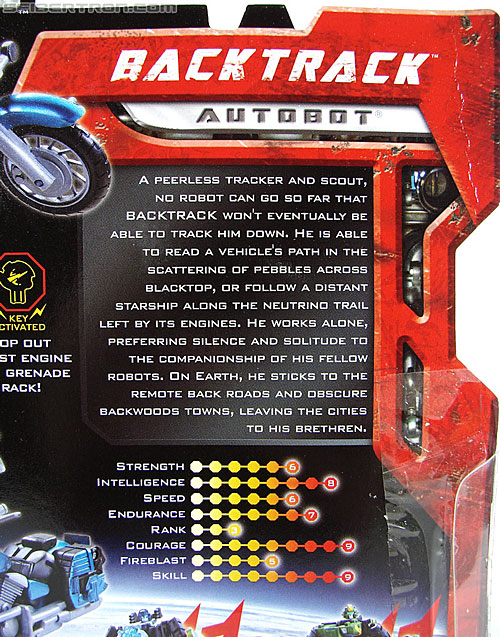 SEIBERTRON.COM
™
BACKTRACK™
AUTOBOT®
A PEERLESS TRACKER AND SCOUT,
NO ROBOT CAN GO SO FAR THAT
BACKTRACK WON'T EVENTUALLY BE
ABLE TO TRACK HIM DOWN. HE IS ABLE
TO READ A VEHICLE'S PATH IN THE
SCATTERING OF PEBBLES ACROSS
BLACKTOP, OR FOLLOW A DISTANT
STARSHIP ALONG THE NEUTRINO TRAIL
LEFT BY ITS ENGINES. HE WORKS ALONE,
PREFERRING SILENCE AND SOLITUDE TO
THE COMPANIONSHIP OF HIS FELLOW
ROBOTS. ON EARTH, HE STICKS TO THE
REMOTE BACK ROADS AND OBSCURE
BACKWOODS TOWNS, LEAVING THE CITIES
TO HIS BRETHREN.
KEY
CTIVATED
OP OUT
ST ENGINE
GRENADE
RACK!
STRENGTH 6
INTELLIGENCE 8
SPEED 6
ENDURANCE 7
RANK 3
COURAGE 9
FIREBLAST 5
SKILL 9